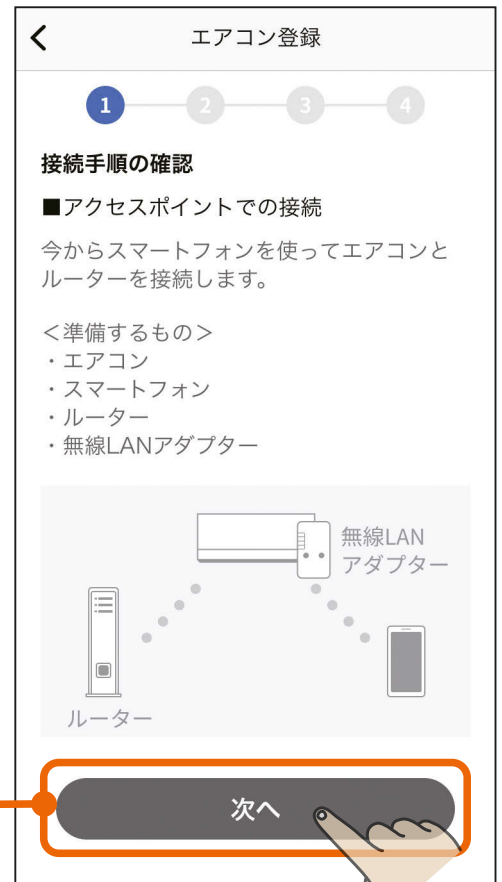 エアコン登録
1 2 3 4
接続手順の確認
■アクセスポイントでの接続
今からスマートフォンを使ってエアコンと
ルーターを接続します。
＜準備するもの＞
・エアコン
・スマートフォン
・ルーター
・無線LANアダプター
無線LAN
アダプター
ルーター
次へ